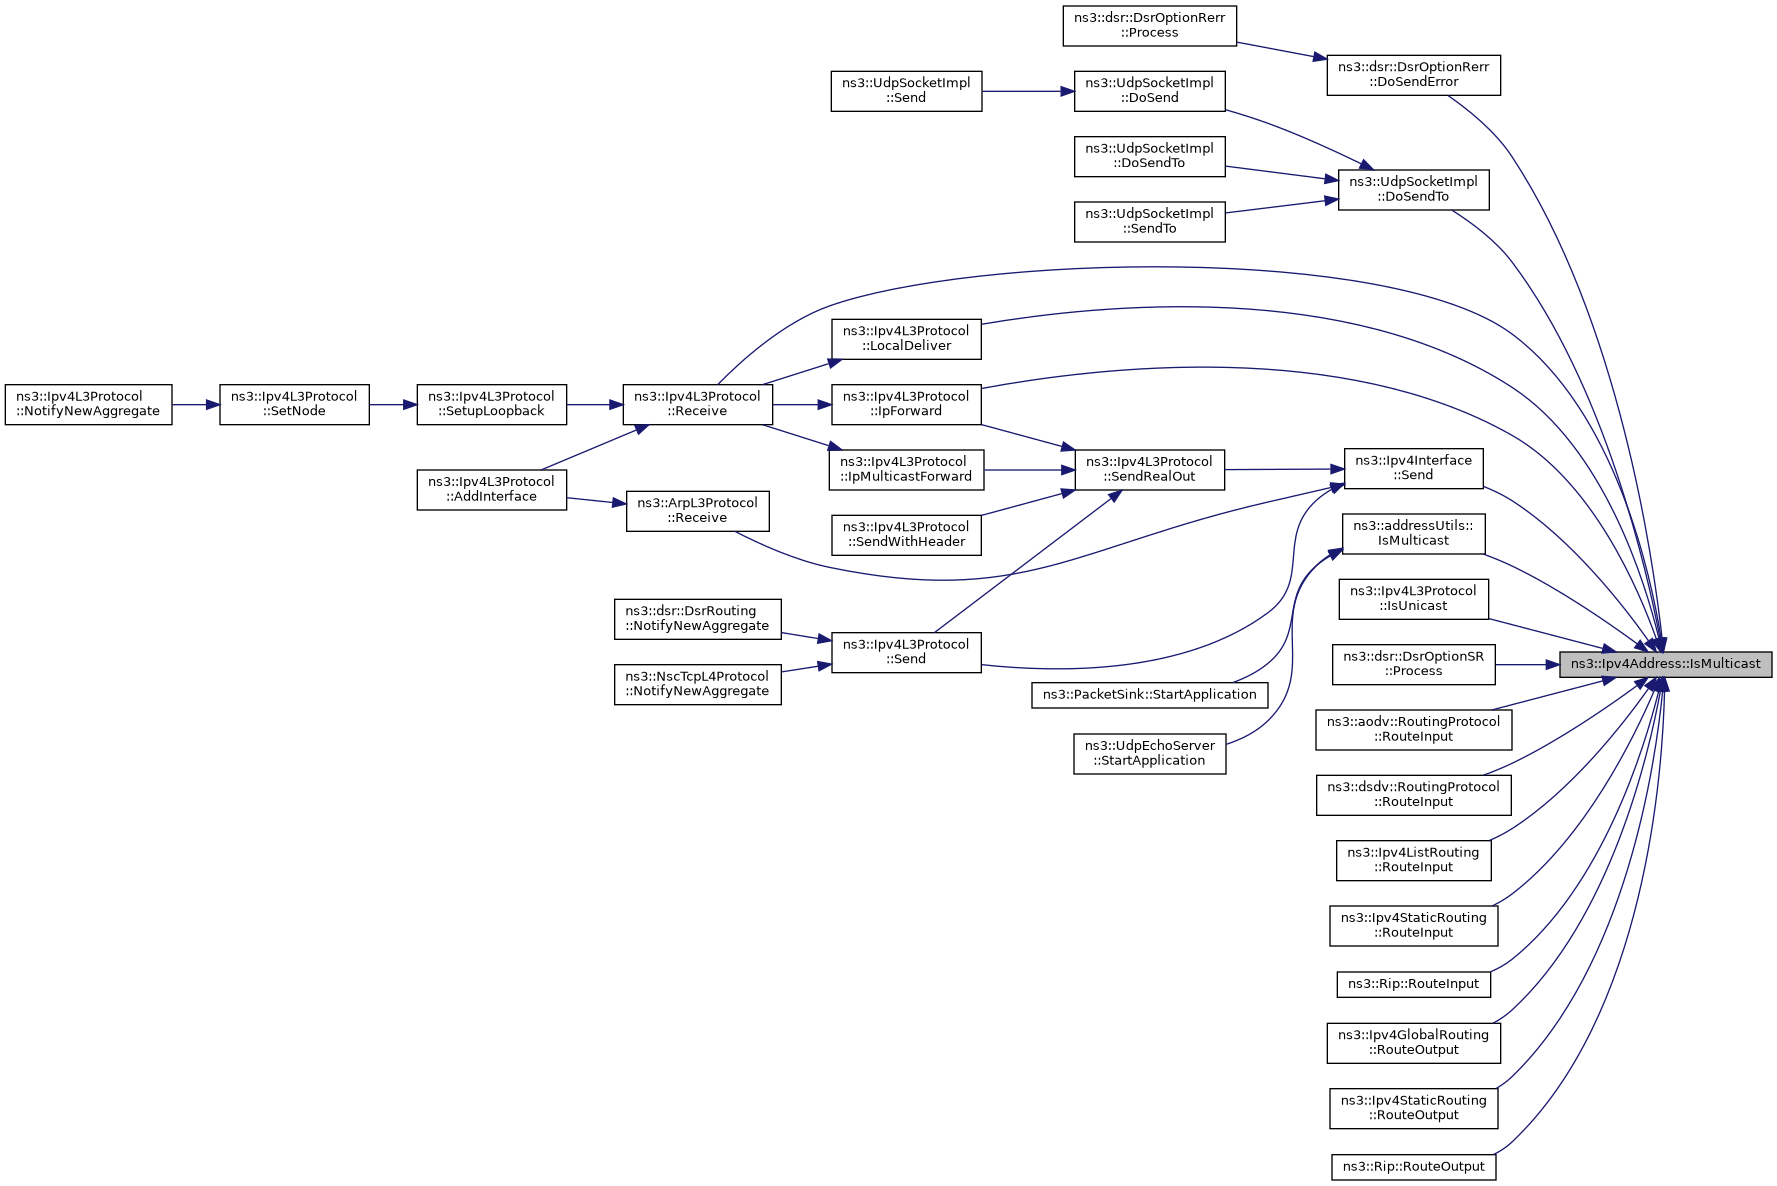 ns3::dsr::DsrOptionRerr
::Process
ns3::dsr::DsrOptionRerr
::DoSendError
ns3::UdpSocketImpl
::Send
ns3::UdpSocketImpl
::DoSend
ns3::UdpSocketImpl
::DoSendTo
ns3::UdpSocketImpl
::DoSendTo
ns3::UdpSocketImpl
::SendTo
ns3::Ipv4L3Protocol
::LocalDeliver
ns3::Ipv4L3Protocol
::NotifyNewAggregate
ns3::Ipv4L3Protocol
::SetNode
ns3::Ipv4L3Protocol
::SetupLoopback
ns3::Ipv4L3Protocol
::Receive
ns3::Ipv4L3Protocol
::IpForward
ns3::Ipv4L3Protocol
::IpMulticastForward
ns3::Ipv4L3Protocol
::SendRealOut
ns3::Ipv4Interface
::Send
ns3::Ipv4L3Protocol
::AddInterface
ns3::ArpL3Protocol
::Receive
ns3::Ipv4L3Protocol
::SendWithHeader
ns3::addressUtils::
IsMulticast
ns3::Ipv4L3Protocol
::IsUnicast
ns3::dsr::DsrRouting
::NotifyNewAggregate
ns3::Ipv4L3Protocol
::Send
ns3::NscTcpL4Protocol
::NotifyNewAggregate
ns3::dsr::DsrOptionSR
::Process
ns3::Ipv4Address::IsMulticast
ns3::PacketSink::StartApplication
ns3::aodv::RoutingProtocol
::RouteInput
ns3::UdpEchoServer
::StartApplication
ns3::dsdv::RoutingProtocol
::RouteInput
ns3::Ipv4ListRouting
::RouteInput
ns3::Ipv4StaticRouting
::RouteInput
ns3::Rip::RouteInput
ns3::Ipv4GlobalRouting
::RouteOutput
ns3::Ipv4StaticRouting
::RouteOutput
ns3::Rip::RouteOutput